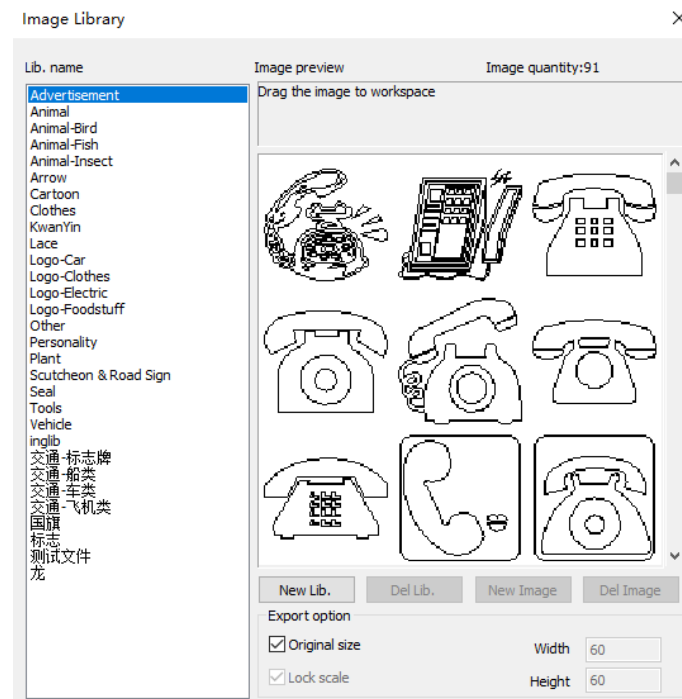 Image Library
Lib. name
Image preview
Image quantity:91
Advertisement
Animal
Animal-Bird
Animal-Fish
Animal-Insect
Arrow
Cartoon
Clothes
KwanYin
Lace
Logo-Car
Logo-Clothes
Logo-Electric
Logo-Foodstuff
Other
Personality
Plant
Scutcheon & Road Sign
Seal
Tools
Vehicle
inglib
交通-标志牌
交通-船类
交通-车类
交通-飞机类
国旗
标志
测试文件
龙
Drag the image to workspace
New Lib.
Del Lib.
New Image
Del Image
Export option
Original size
Width
60
Lock scale
Height
60